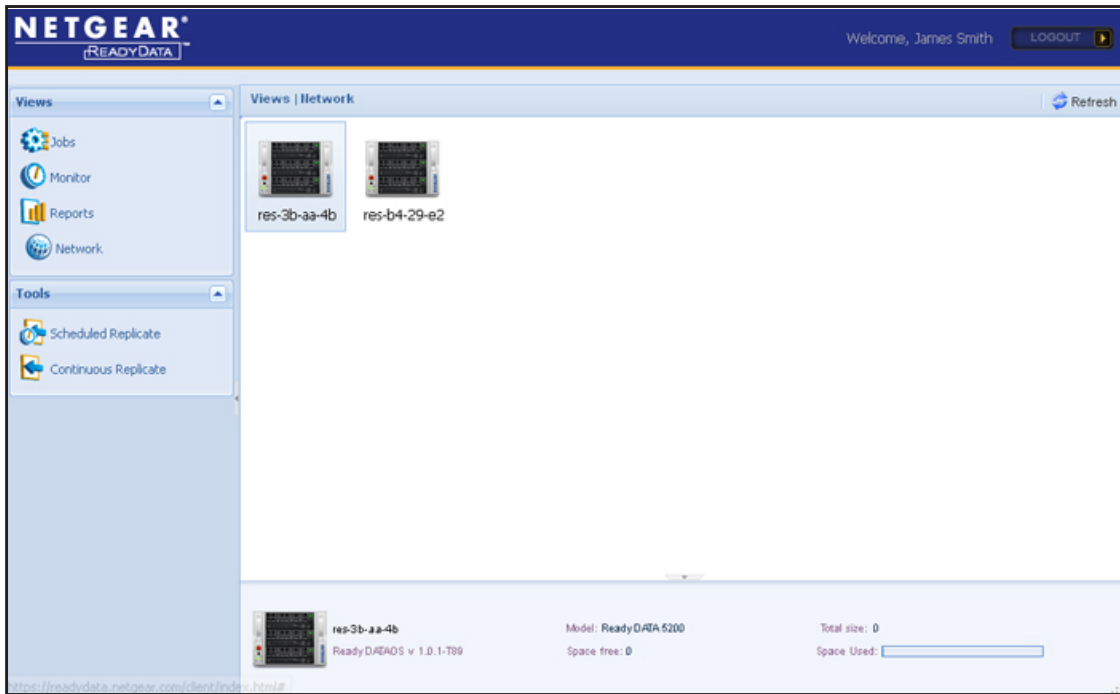 NETGEAR®
READYDATA™
Welcome, James Smith
LOGOUT
Views
Jobs
Monitor
Reports
Network
Tools
Scheduled Replicate
Continuous Replicate
Views | Network
Refresh
res-3b-aa-4b
res-b4-29-e2
res-3b-aa-4b
ReadyDATAOS v 1.0.1-T89
Model: ReadyDATA 5200
Space free: 0
Total size: 0
Space Used:
https://readydata.netgear.com/client/index.html#